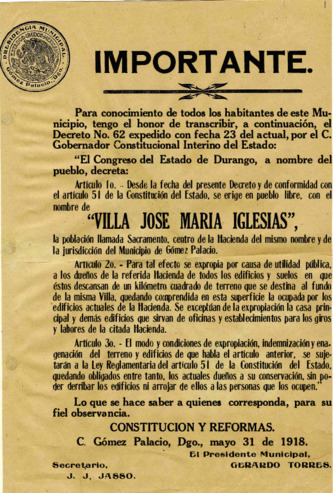 PRESIDENCIA MUNICIPAL.
Gómez Palacio, Dgo.
IMPORTANTE.
Para conocimiento de todos los habitantes de este Mu-
nicipio, tengo el honor de transcribir, a continuación, el
Decreto No. 62 expedido con fecha 23 del actual, por el C.
Gobernador Constitucional Interino del Estado:
"El Congreso del Estado de Durango, a nombre del
pueblo, decreta:
Artículo 1o. - Desde la fecha del presente Decreto y de conformidad con
el artículo 51 de la Constitución del Estado, se erige en pueblo libre, con el
nombre de
"VILLA JOSE MARIA IGLESIAS",
la población llamada Sacramento, centro de la Hacienda del mismo nombre y de
la jurisdicción del Municipio de Gómez Palacio.
Artículo 2o. - Para tal efecto se expropia por causa de utilidad pública,
a los dueños de la referida Hacienda de todos los edificios y suelos en que
éstos descansan de un kilómetro cuadrado de terreno que se destina al fundo
de la misma Villa, quedando comprendida en esta superficie la ocupada por los
edificios actuales de la Hacienda. Se exceptúan de la expropiación la casa prin-
cipal y demás edificios que sirvan de oficinas y establecimientos para los giros
y labores de la citada Hacienda.
Artículo 3o. - El modo y condiciones de expropiación, indemnización y ena-
genación del terreno y edificios de que habla el artículo anterior, se suje-
tarán a la Ley Reglamentaria del artículo 51 de la Constitución del Estado,
quedando obligados entre tanto, los actuales dueños a su conservación, sin po-
der derribar los edificios ni arrojar de ellos a las personas que los ocupen."
Lo que se hace saber a quienes corresponda, para su
fiel observancia.
CONSTITUCIÓN Y REFORMAS.
C. Gómez Palacio, Dgo., mayo 31 de 1918.
El Presidente Municipal,
Secretario, GERARDO TORRES.
J. J. JASSO.